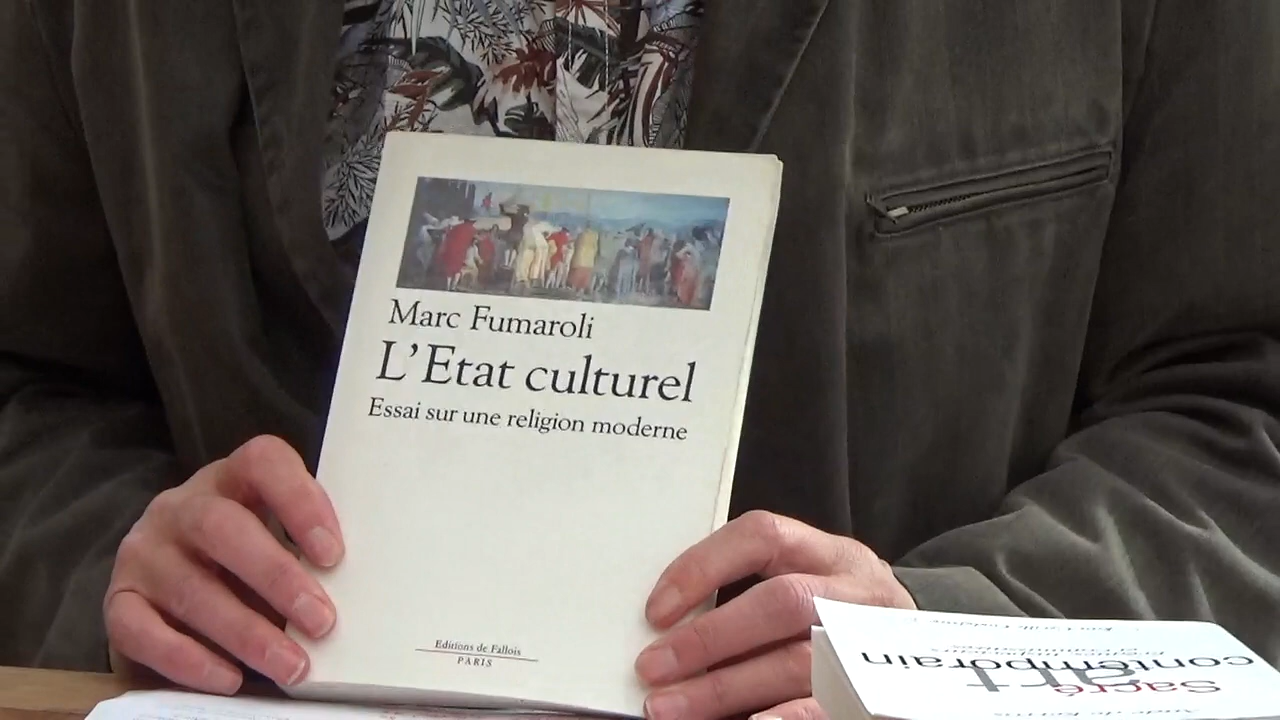 Marc Fumaroli
L'Etat culturel
Essai sur une religion moderne
Editions de Fallois
PARIS
Sacré
art
contemporain